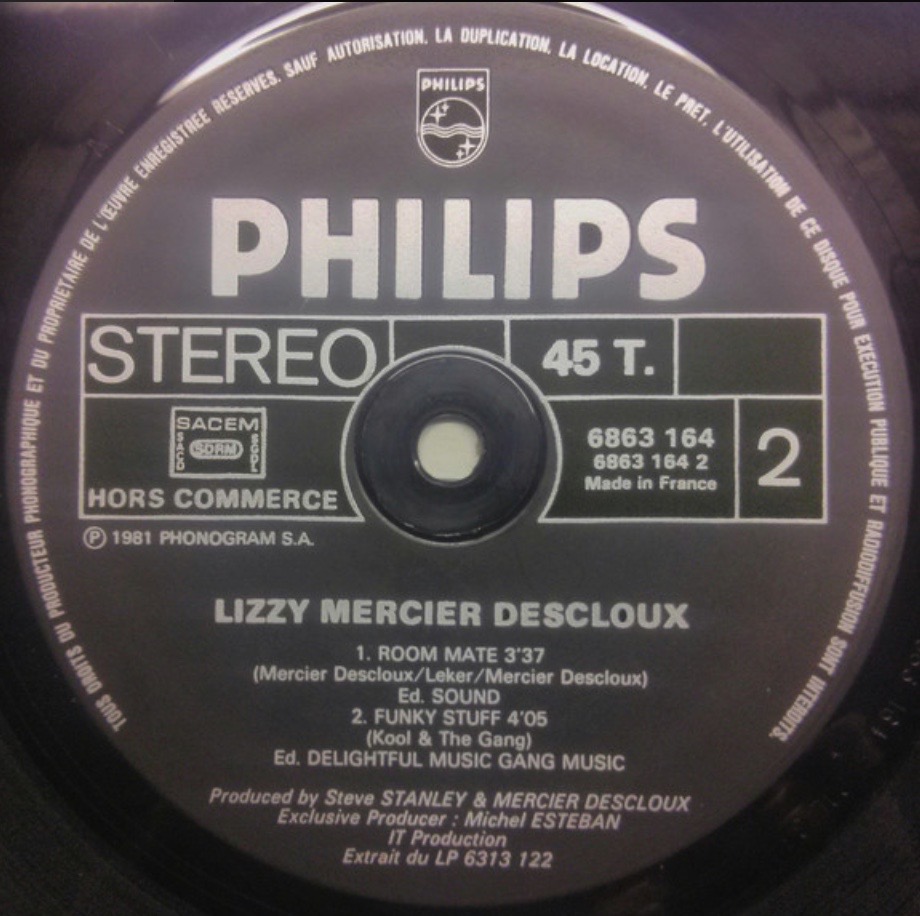 TOUS DROITS DU PRODUCTEUR PHONOGRAPHIQUE ET DU PROPRIETAIRE DE L'ŒUVRE ENREGISTREE RESERVES. SAUF AUTORISATION, LA DUPLICATION, LA LOCATION, LE PRET, L'UTILISATION DE CE DISQUE POUR EXECUTION PUBLIQUE ET RADIODIFFUSION SONT INTERDITS.
PHILIPS
PHILIPS
STEREO
45 T.
SACEM
SACD
SDRM
SGDL
HORS COMMERCE
6863 164
6863 164 2
Made in France
2
℗ 1981 PHONOGRAM S.A.
LIZZY MERCIER DESCLOUX
1. ROOM MATE 3'37
(Mercier Descloux/Leker/Mercier Descloux)
Ed. SOUND
2. FUNKY STUFF 4'05
(Kool & The Gang)
Ed. DELIGHTFUL MUSIC GANG MUSIC
Produced by Steve STANLEY & MERCIER DESCLOUX
Exclusive Producer : Michel ESTEBAN
IT Production
Extrait du LP 6313 122